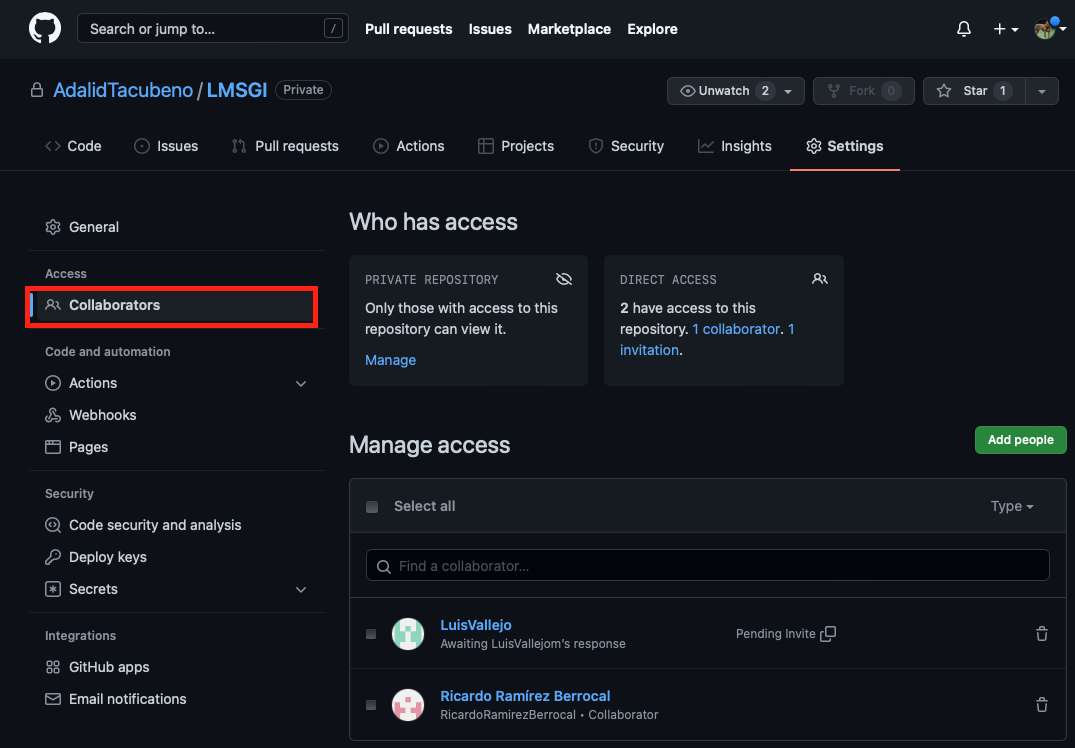 Search or jump to... /
Pull requests Issues Marketplace Explore
AdalidTacubeno / LMSGI Private
Unwatch 2 Fork 0 Star 1
Code Issues Pull requests Actions Projects Security Insights Settings
General
Access
Collaborators
Code and automation
Actions
Webhooks
Pages
Security
Code security and analysis
Deploy keys
Secrets
Integrations
GitHub apps
Email notifications
Who has access
PRIVATE REPOSITORY
Only those with access to this
repository can view it.
Manage
DIRECT ACCESS
2 have access to this
repository. 1 collaborator. 1
invitation.
Manage access
Add people
Select all Type
Find a collaborator...
LuisVallejo
Awaiting LuisVallejom's response
Pending Invite
Ricardo Ramírez Berrocal
RicardoRamirezBerrocal • Collaborator